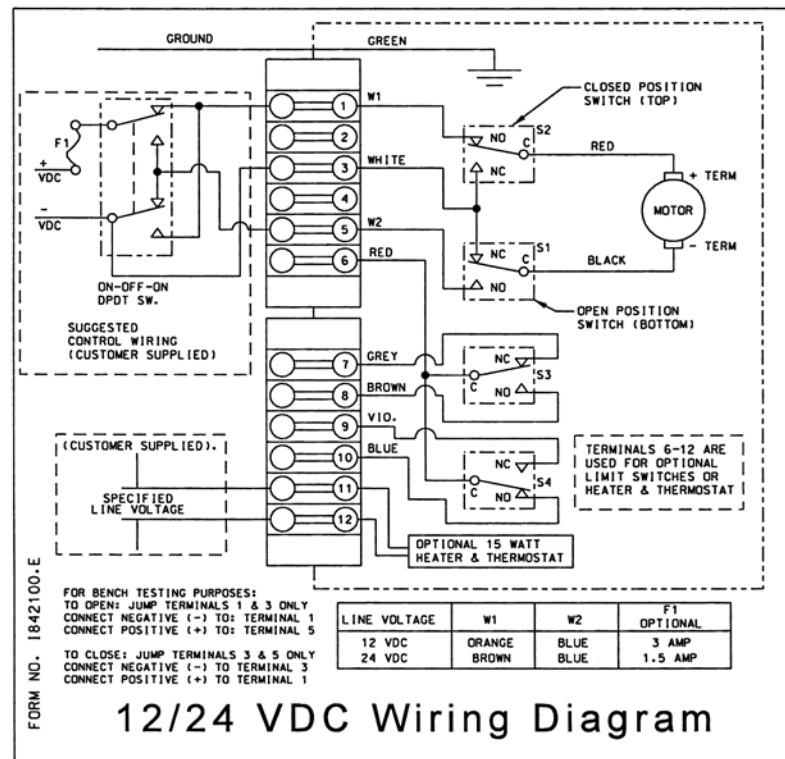 GROUND
GREEN
1
W1
2
3
WHITE
4
5
W2
6
RED
F1
+
VDC
-
VDC
ON-OFF-ON
DPDT SW.
SUGGESTED
CONTROL WIRING
(CUSTOMER SUPPLIED)
CLOSED POSITION
SWITCH (TOP)
S2
NO
C
NC
RED
+ TERM
MOTOR
- TERM
S1
NC
C
NO
BLACK
OPEN POSITION
SWITCH (BOTTOM)
7
GREY
8
BROWN
9
VIO.
10
BLUE
11
12
NC
S3
C
NO
NC
C
S4
NO
TERMINALS 6-12 ARE
USED FOR OPTIONAL
LIMIT SWITCHES OR
HEATER & THERMOSTAT
(CUSTOMER SUPPLIED).
SPECIFIED
LINE VOLTAGE
OPTIONAL 15 WATT
HEATER & THERMOSTAT
FORM NO. 1842100.E
FOR BENCH TESTING PURPOSES:
TO OPEN: JUMP TERMINALS 1 & 3 ONLY
CONNECT NEGATIVE (-) TO: TERMINAL 1
CONNECT POSITIVE (+) TO: TERMINAL 5
TO CLOSE: JUMP TERMINALS 3 & 5 ONLY
CONNECT NEGATIVE (-) TO TERMINAL 3
CONNECT POSITIVE (+) TO TERMINAL 1
LINE VOLTAGE W1 W2 F1 OPTIONAL
12 VDC ORANGE BLUE 3 AMP
24 VDC BROWN BLUE 1.5 AMP
12/24 VDC Wiring Diagram